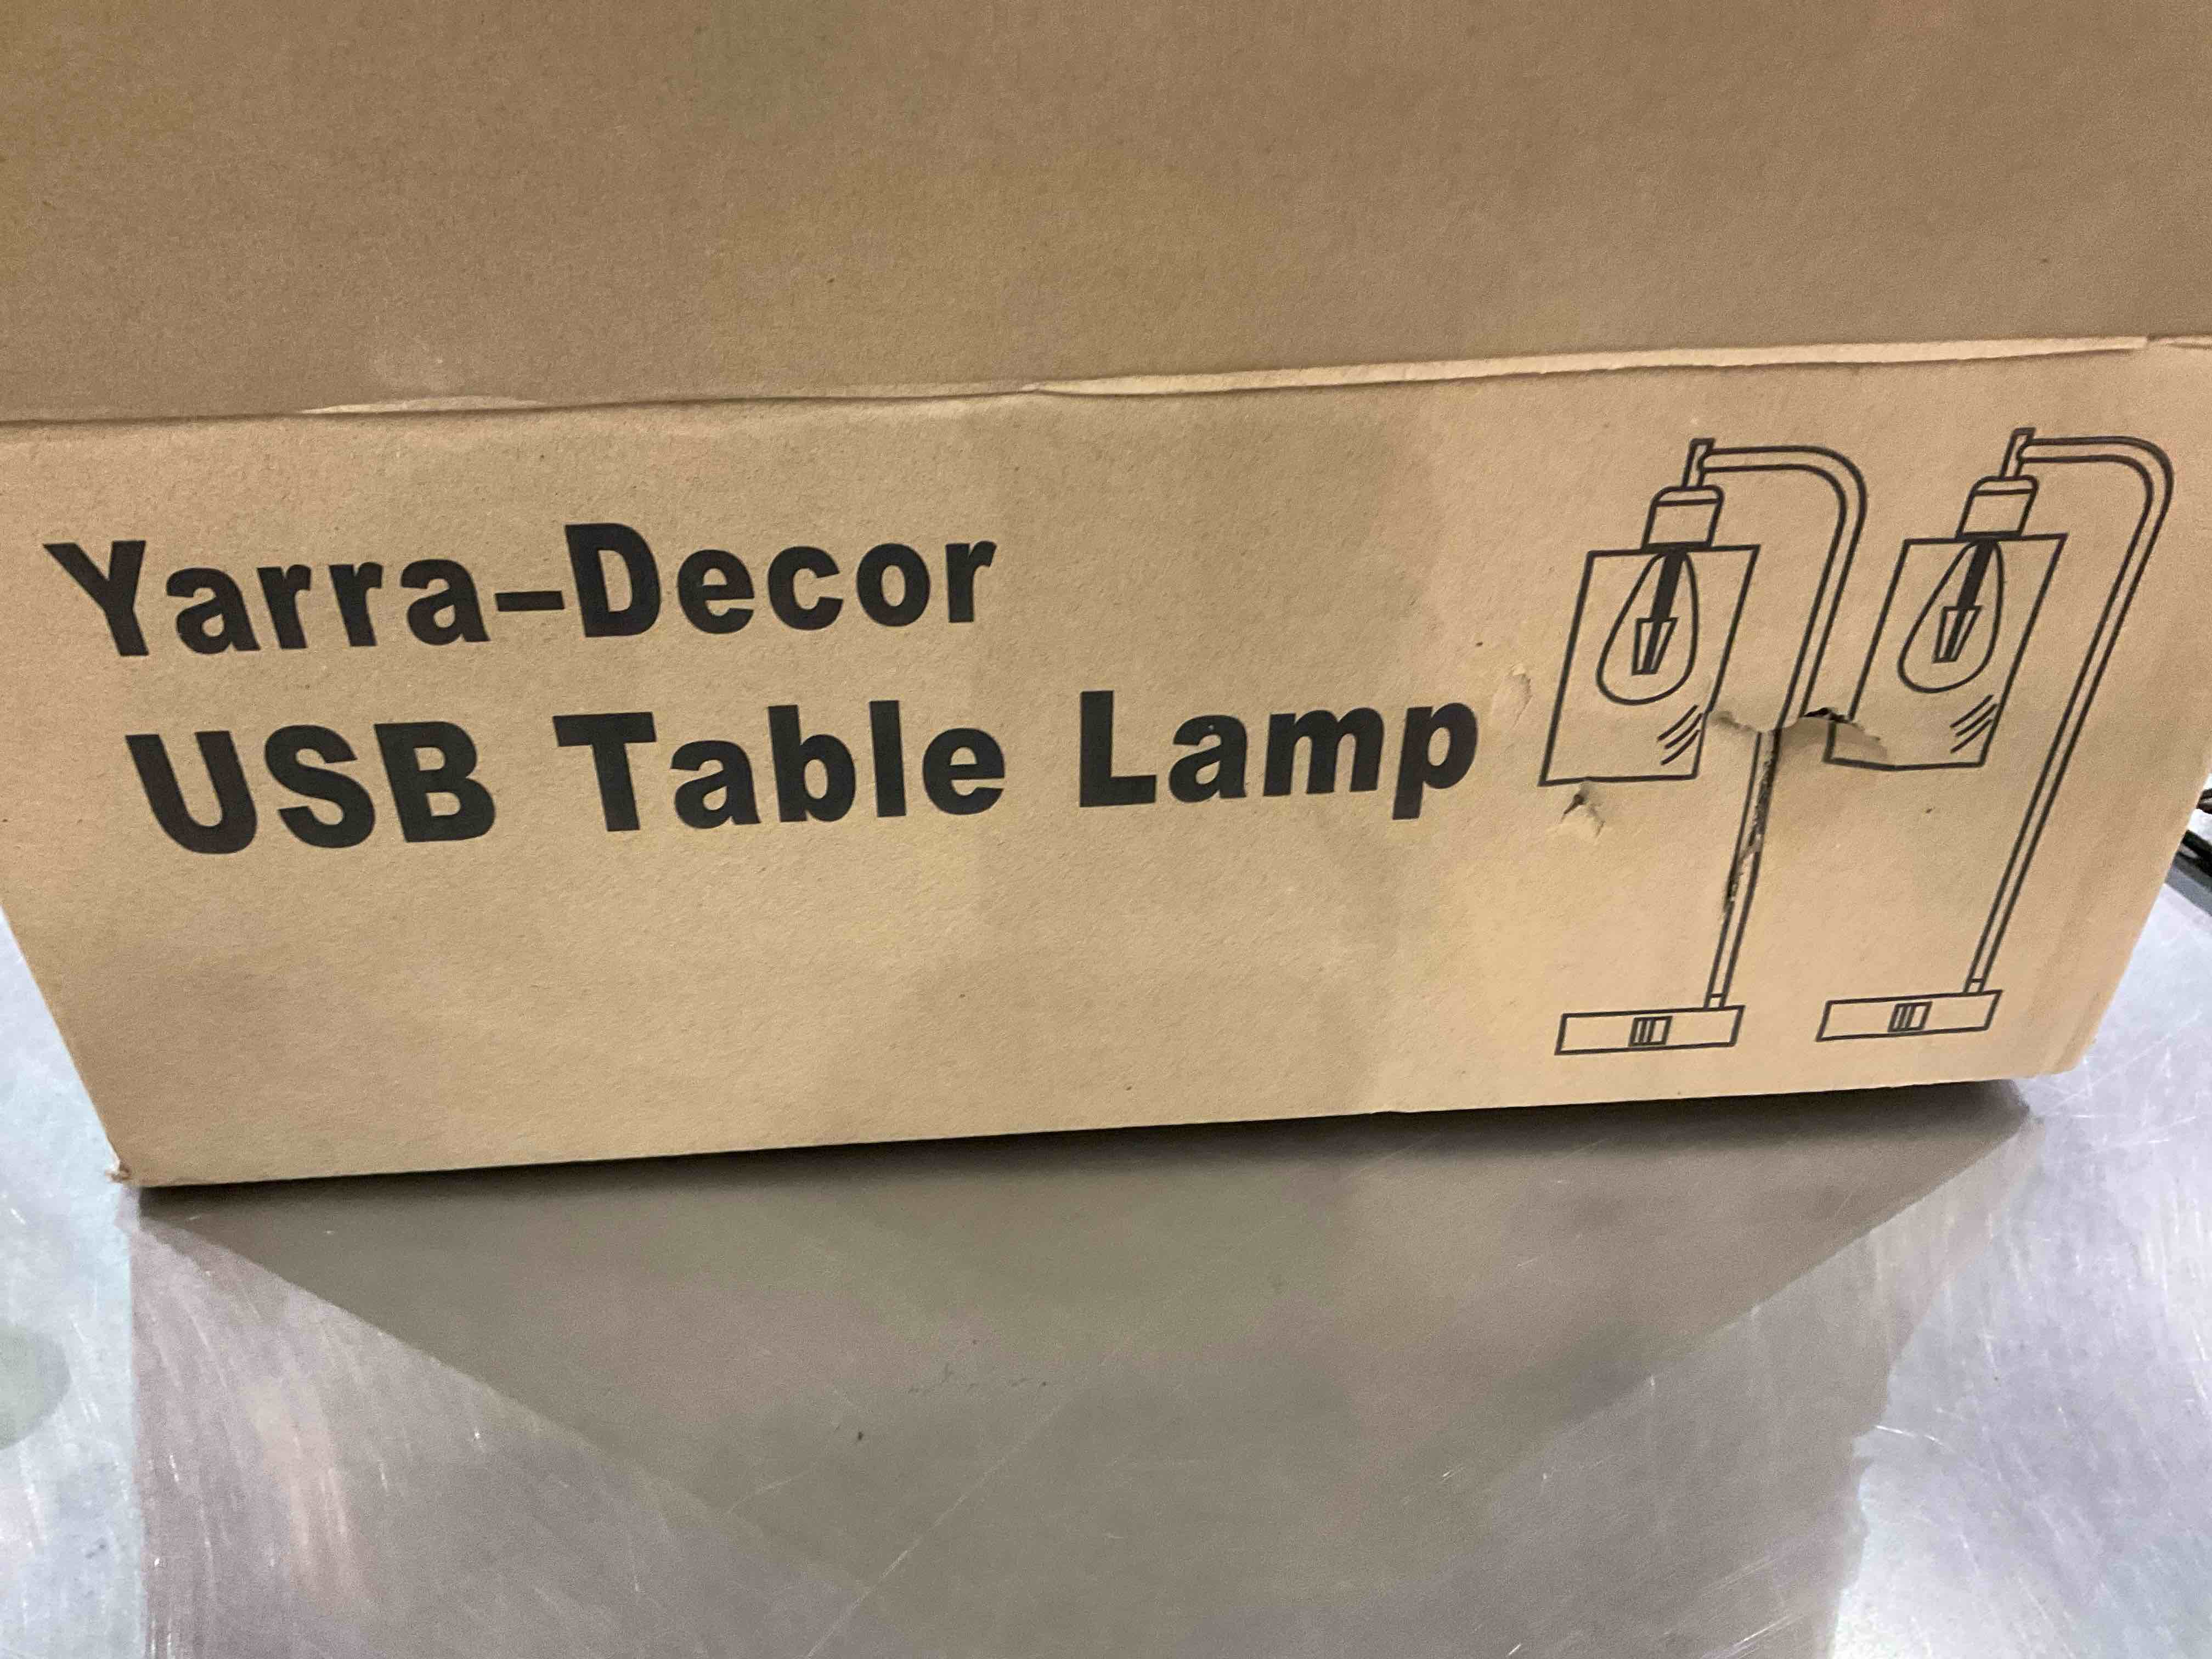 Yarra-Decor
USB Table Lamp